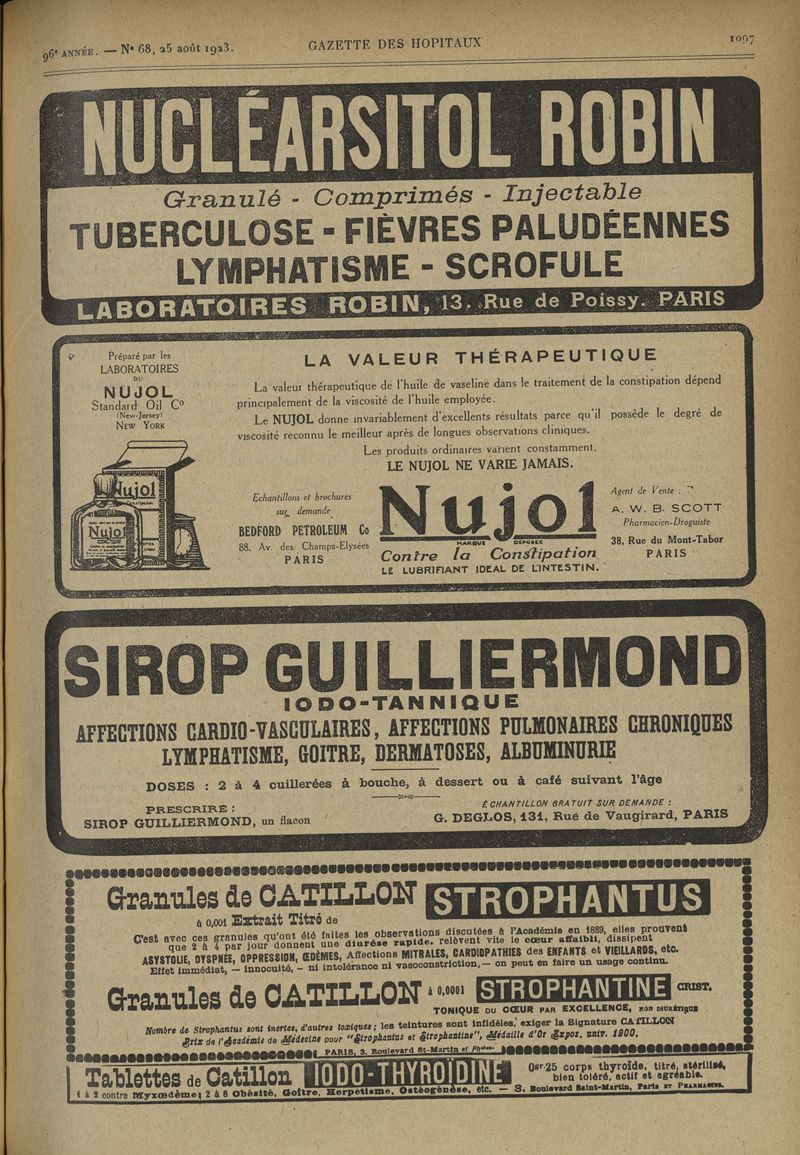 96e ANNÉE. — No 68, 25 août 1923.
GAZETTE DES HOPITAUX
1097
NUCLÉARSITOL ROBIN
Granulé - Comprimés - Injectable
TUBERCULOSE - FIÈVRES PALUDÉENNES
LYMPHATISME - SCROFULE
LABORATOIRES ROBIN, 13, Rue de Poissy. PARIS
Préparé par les
LABORATOIRES
DU
NUJOL
Standard Oil Co
(New-Jersey)
NEW YORK
Nujol
Nujol
LA VALEUR THÉRAPEUTIQUE
La valeur thérapeutique de l'huile de vaseline dans le traitement de la constipation dépend
principalement de la viscosité de l'huile employée.
Le NUJOL donne invariablement d'excellents résultats parce qu'il possède le degré de
viscosité reconnu le meilleur après de longues observations cliniques.
Les produits ordinaires varient constamment.
LE NUJOL NE VARIE JAMAIS.
Echantillons et brochures
sur demande
BEDFORD PETROLEUM Co
88, Av. des Champs-Elysées
PARIS
Nujol
MARQUE DÉPOSÉE
Contre la Constipation
LE LUBRIFIANT IDEAL DE L'INTESTIN.
Agent de Vente :
A. W. B. SCOTT
Pharmacien-Droguiste
38, Rue du Mont-Tabor
PARIS
SIROP GUILLIERMOND
IODO-TANNIQUE
AFFECTIONS CARDIO-VASCULAIRES, AFFECTIONS PULMONAIRES CHRONIQUES
LYMPHATISME, GOITRE, DERMATOSES, ALBUMINURIE
DOSES : 2 à 4 cuillerées à bouche, à dessert ou à café suivant l'âge
PRESCRIRE :
SIROP GUILLIERMOND, un flacon
ÉCHANTILLON GRATUIT SUR DEMANDE :
G. DEGLOS, 131, Rue de Vaugirard, PARIS
Granules de CATILLON STROPHANTUS
à 0,001 Extrait Titré de
C'est avec ces granules qu'ont été faites les observations discutées à l'Académie en 1889, elles prouvent
que 2 à 4 par jour donnent une diurèse rapide, relèvent vite le cœur affaibli, dissipent
ASYSTOLIE, DYSPNÉE, OPPRESSION, ŒDÈMES, Affections MITRALES, CARDIOPATHIES des ENFANTS et VIEILLARDS, etc.
Effet immédiat, — innocuité, — ni intolérance ni vasoconstriction, — on peut en faire un usage continu.
Granules de CATILLON à 0,0001 STROPHANTINE CRIST.
TONIQUE DU CŒUR PAR EXCELLENCE, NON DIURÉTIQUE
Nombre de Strophantus sont inertes, d'autres toxiques; les teintures sont infidèles, exiger la Signature CATILLON
Prix de l'Académie de Médecine pour "Strophantus et Strophantine", Médaille d'Or Expos. univ. 1900.
PARIS, 3, Boulevard St-Martin et Phies.
Tablettes de Catillon IODO-THYROÏDINE
0gr·25 corps thyroïde, titré, stérilisé,
bien toléré, actif et agréable.
1 à 2 contre Myxœdème; 2 à 8 Obésité, Goître, Herpétisme, Ostéogénèse, etc. — 3, Boulevard Saint-Martin, Paris ET PHARMACIES.